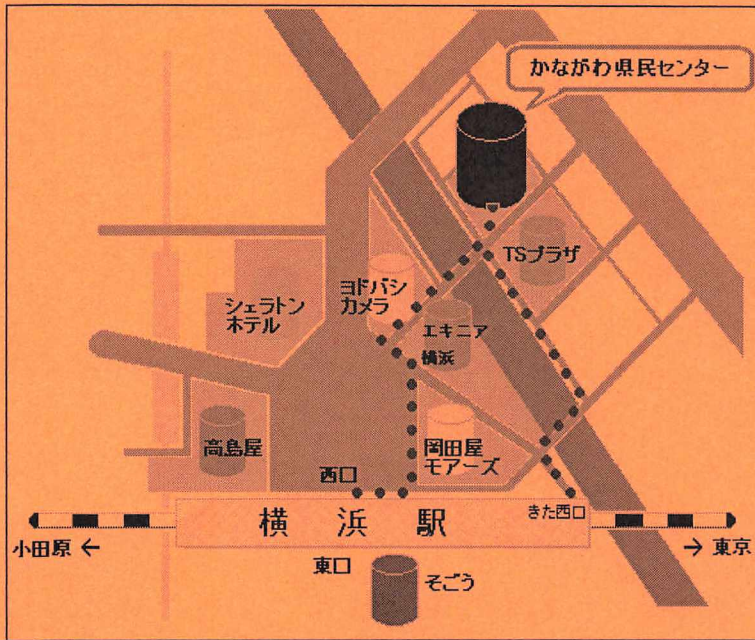 かながわ県民センター
TSプラザ
ヨドバシ
カメラ
シェラトン
ホテル
エキニア
横浜
高島屋
岡田屋
モアーズ
西口
きた西口
横浜駅
小田原 ←
→ 東京
東口
そごう